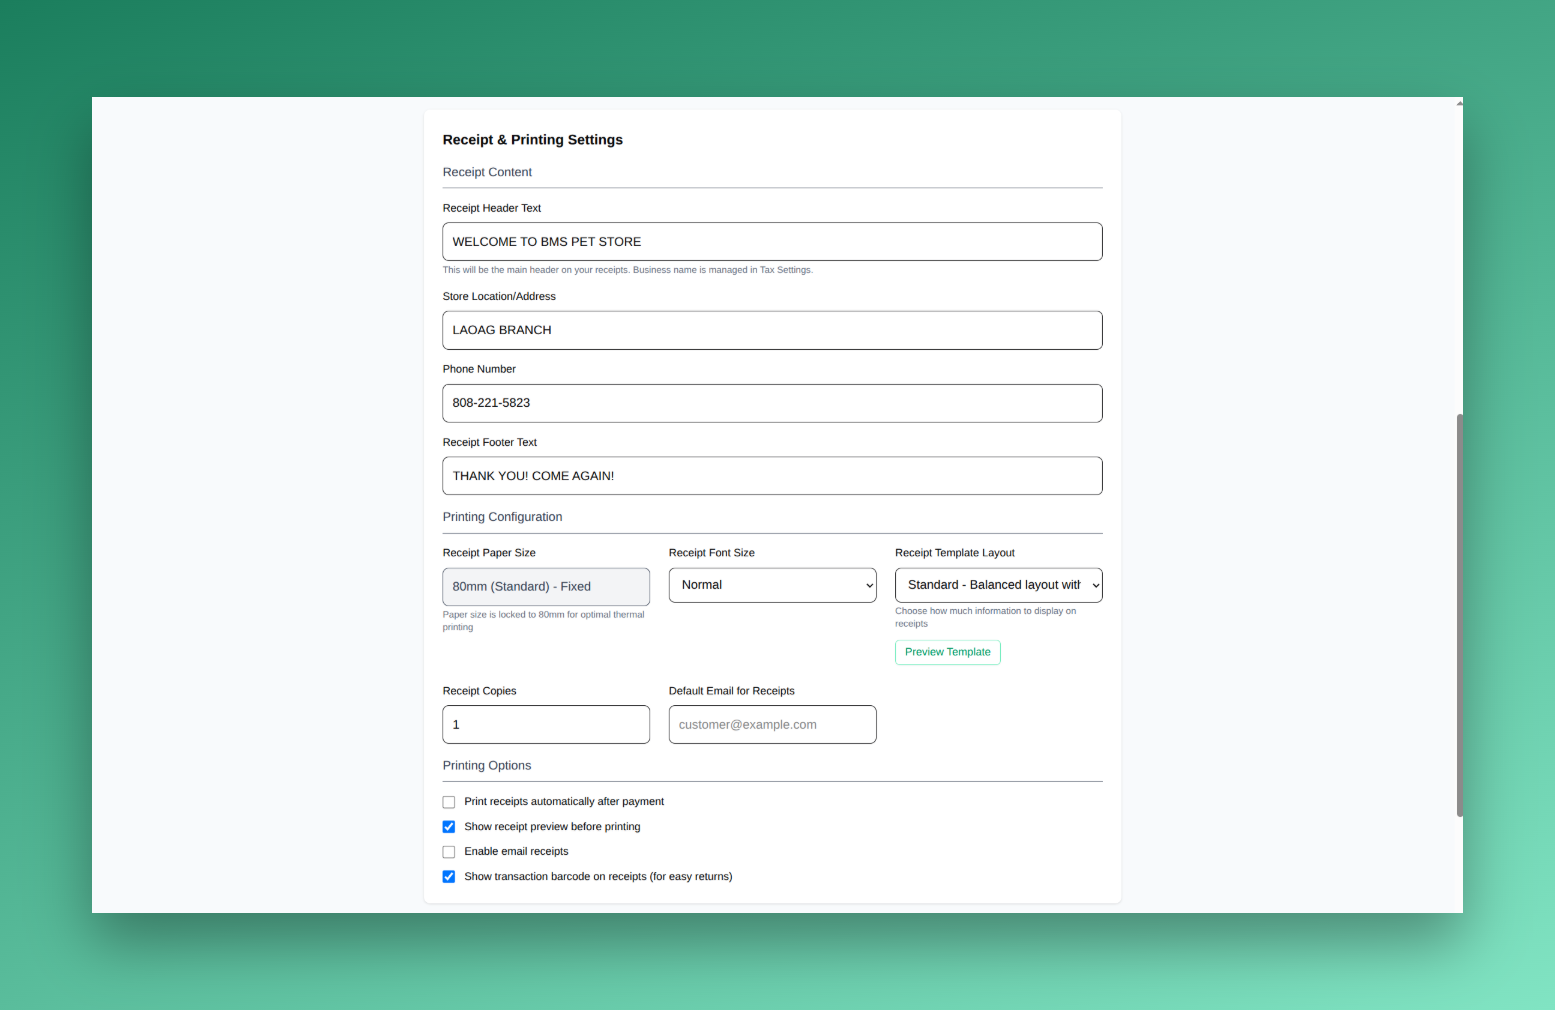 Receipt & Printing Settings
Receipt Content
Receipt Header Text
WELCOME TO BMS PET STORE
This will be the main header on your receipts. Business name is managed in Tax Settings.
Store Location/Address
LAOAG BRANCH
Phone Number
808-221-5823
Receipt Footer Text
THANK YOU! COME AGAIN!
Printing Configuration
Receipt Paper Size
80mm (Standard) - Fixed
Paper size is locked to 80mm for optimal thermal
printing
Receipt Font Size
Normal
Receipt Template Layout
Standard - Balanced layout with
Choose how much information to display on
receipts
Preview Template
Receipt Copies
1
Default Email for Receipts
customer@example.com
Printing Options
Print receipts automatically after payment
Show receipt preview before printing
Enable email receipts
Show transaction barcode on receipts (for easy returns)